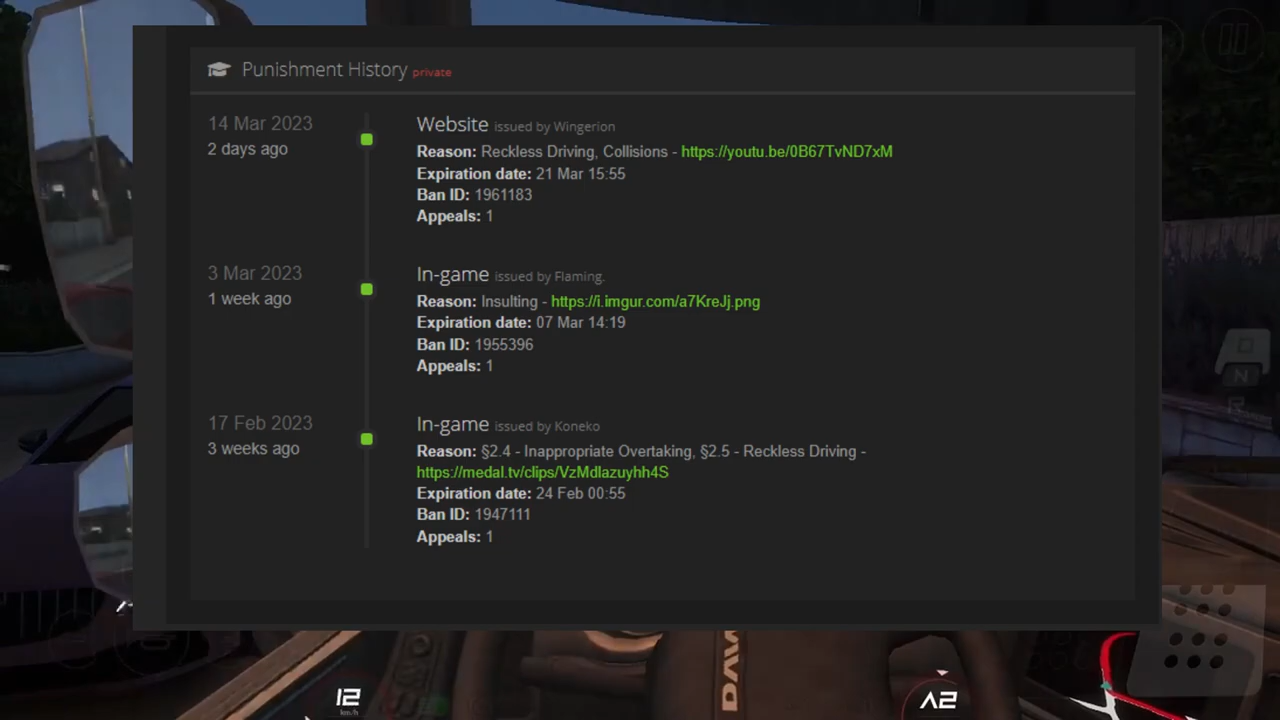 Punishment History private
14 Mar 2023
2 days ago
Website issued by Wingerion
Reason: Reckless Driving, Collisions - https://youtu.be/0B67TvND7xM
Expiration date: 21 Mar 15:55
Ban ID: 1961183
Appeals: 1
3 Mar 2023
1 week ago
In-game issued by Flaming.
Reason: Insulting - https://i.imgur.com/a7KreJj.png
Expiration date: 07 Mar 14:19
Ban ID: 1955396
Appeals: 1
17 Feb 2023
3 weeks ago
In-game issued by Koneko
Reason: §2.4 - Inappropriate Overtaking, §2.5 - Reckless Driving -
https://medal.tv/clips/VzMdlazuyhh4S
Expiration date: 24 Feb 00:55
Ban ID: 1947111
Appeals: 1
N
R
DAV
12
km/h
A2